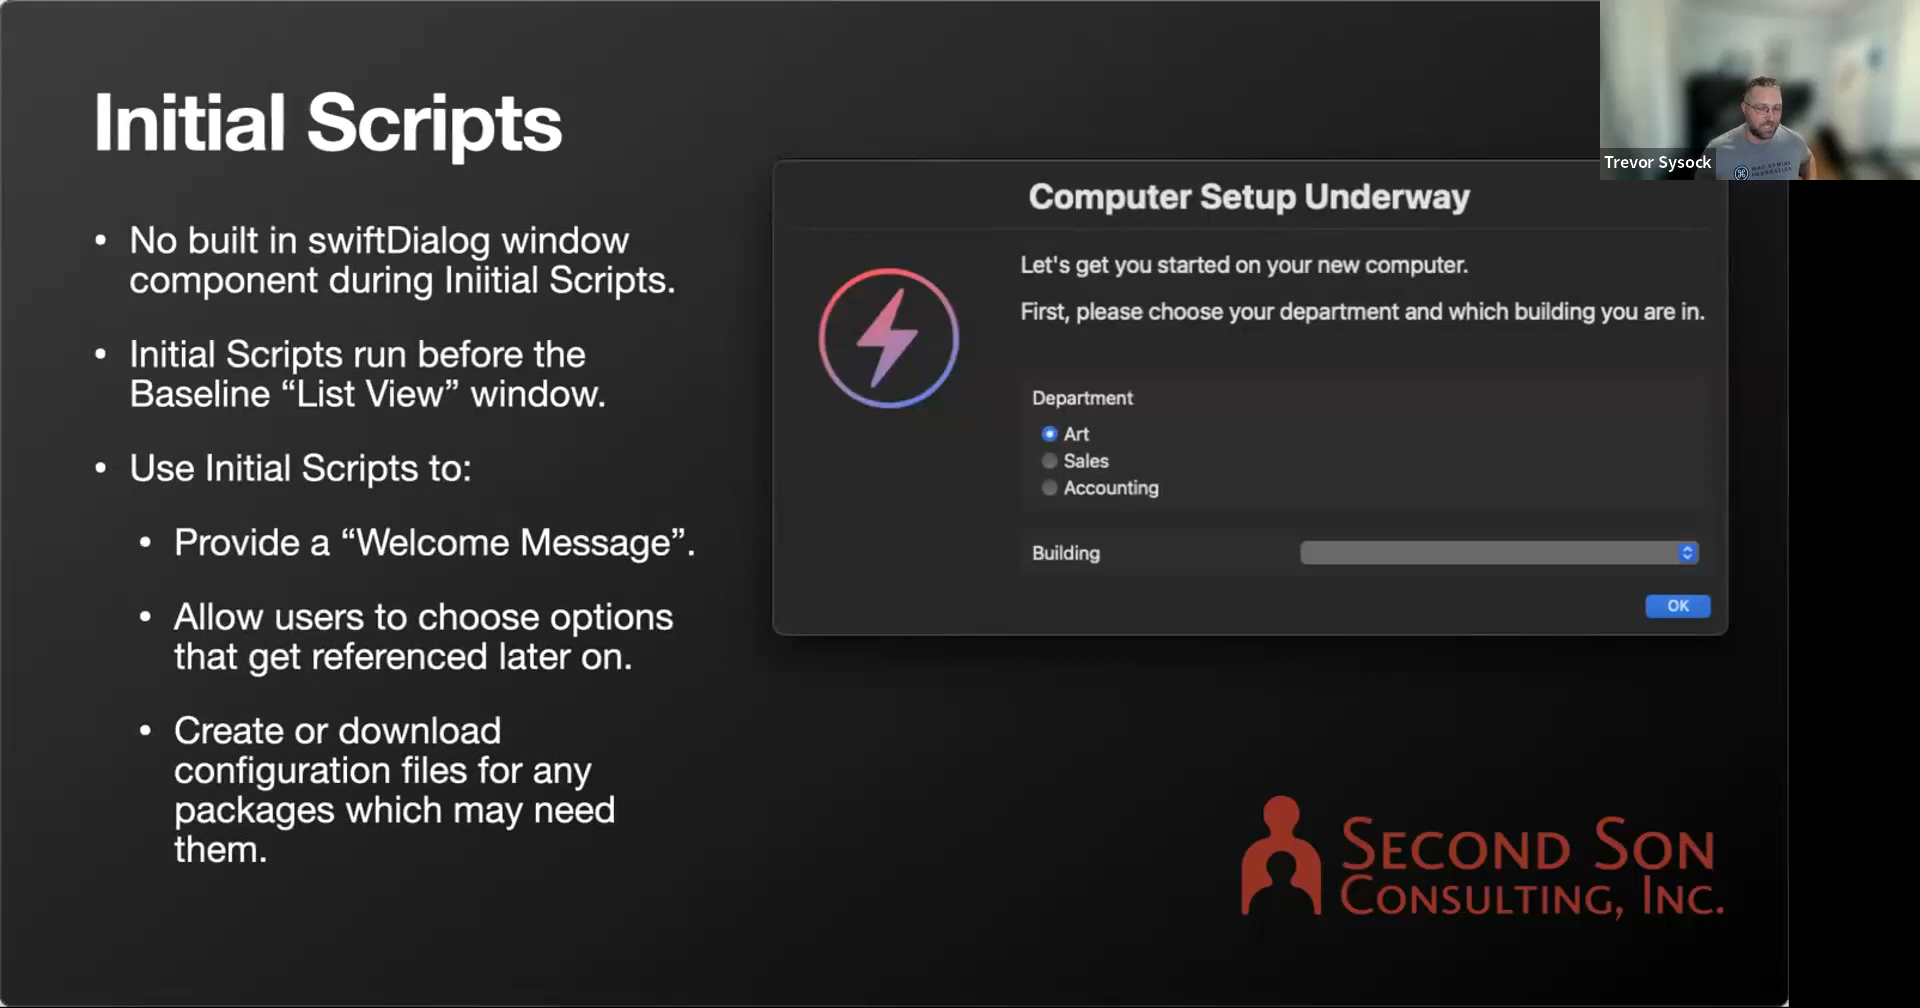 Initial Scripts
• No built in swiftDialog window
component during Iniitial Scripts.
• Initial Scripts run before the
Baseline “List View” window.
• Use Initial Scripts to:
• Provide a “Welcome Message”.
• Allow users to choose options
that get referenced later on.
• Create or download
configuration files for any
packages which may need
them.
Computer Setup Underway
Let's get you started on your new computer.
First, please choose your department and which building you are in.
Department
Art
Sales
Accounting
Building
OK
Second Son
Consulting, Inc.
Trevor Sysock
MAC ADMINS
FOUNDATION